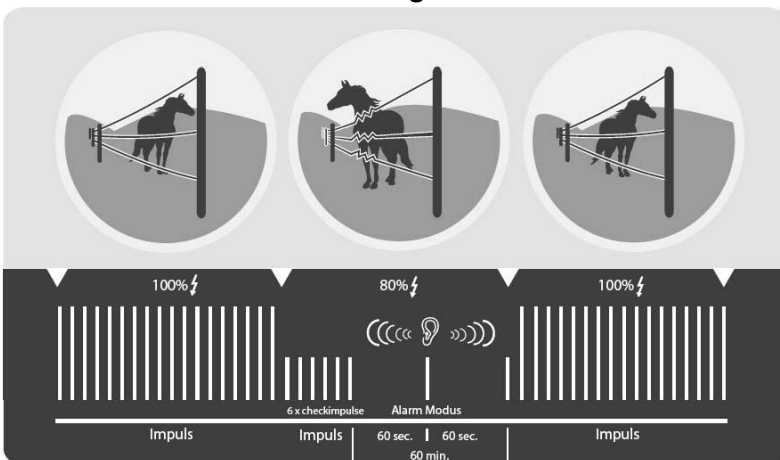 100% 80% 100%
6 x checkimpulse Alarm Modus
Impuls Impuls 60 sec. 60 sec. Impuls
60 min.